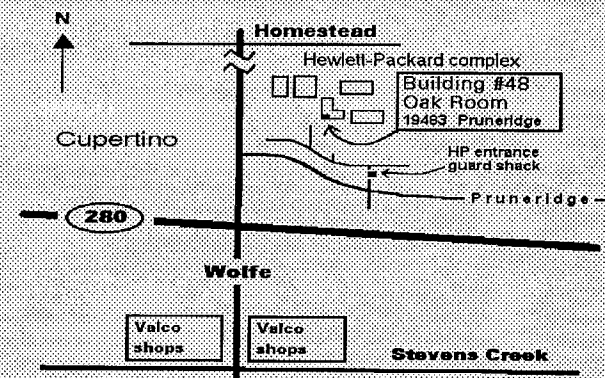 N
Homestead
Hewlett-Packard complex
Building #48
Oak Room
19483 Pruneridge
Cupertino
HP entrance
guard shack
Pruneridge
280
Wolfe
Valco
shops
Valco
shops
Stevens Creek